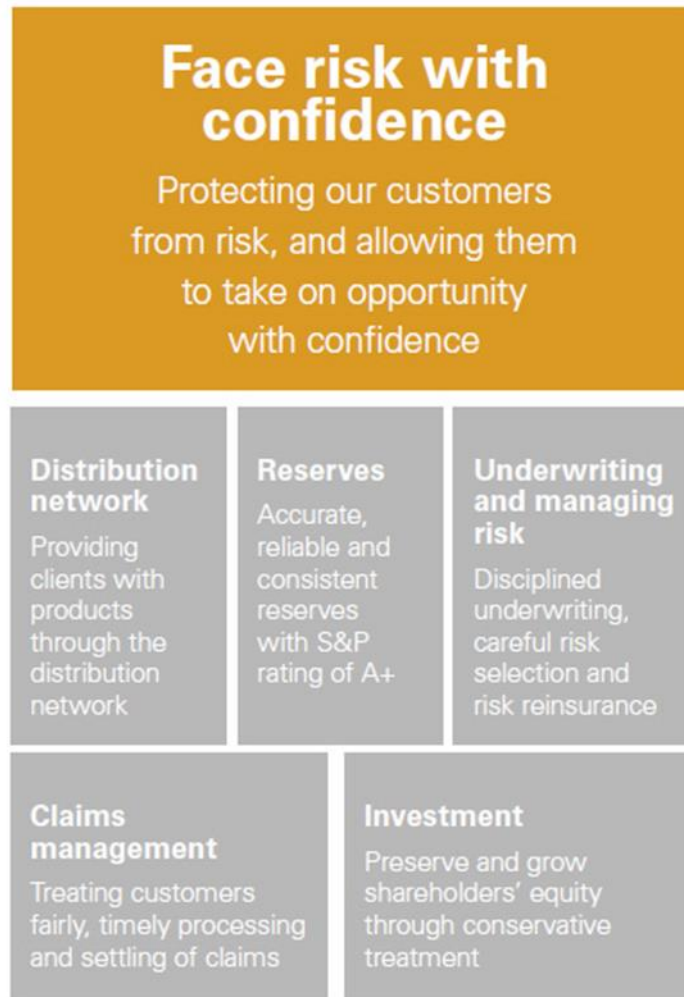 Face risk with
confidence
Protecting our customers
from risk, and allowing them
to take on opportunity
with confidence
Distribution
network
Providing
clients with
products
through the
distribution
network
Reserves
Accurate,
reliable and
consistent
reserves
with S&P
rating of A+
Underwriting
and managing
risk
Disciplined
underwriting,
careful risk
selection and
risk reinsurance
Claims
management
Treating customers
fairly, timely processing
and settling of claims
Investment
Preserve and grow
shareholders’ equity
through conservative
treatment